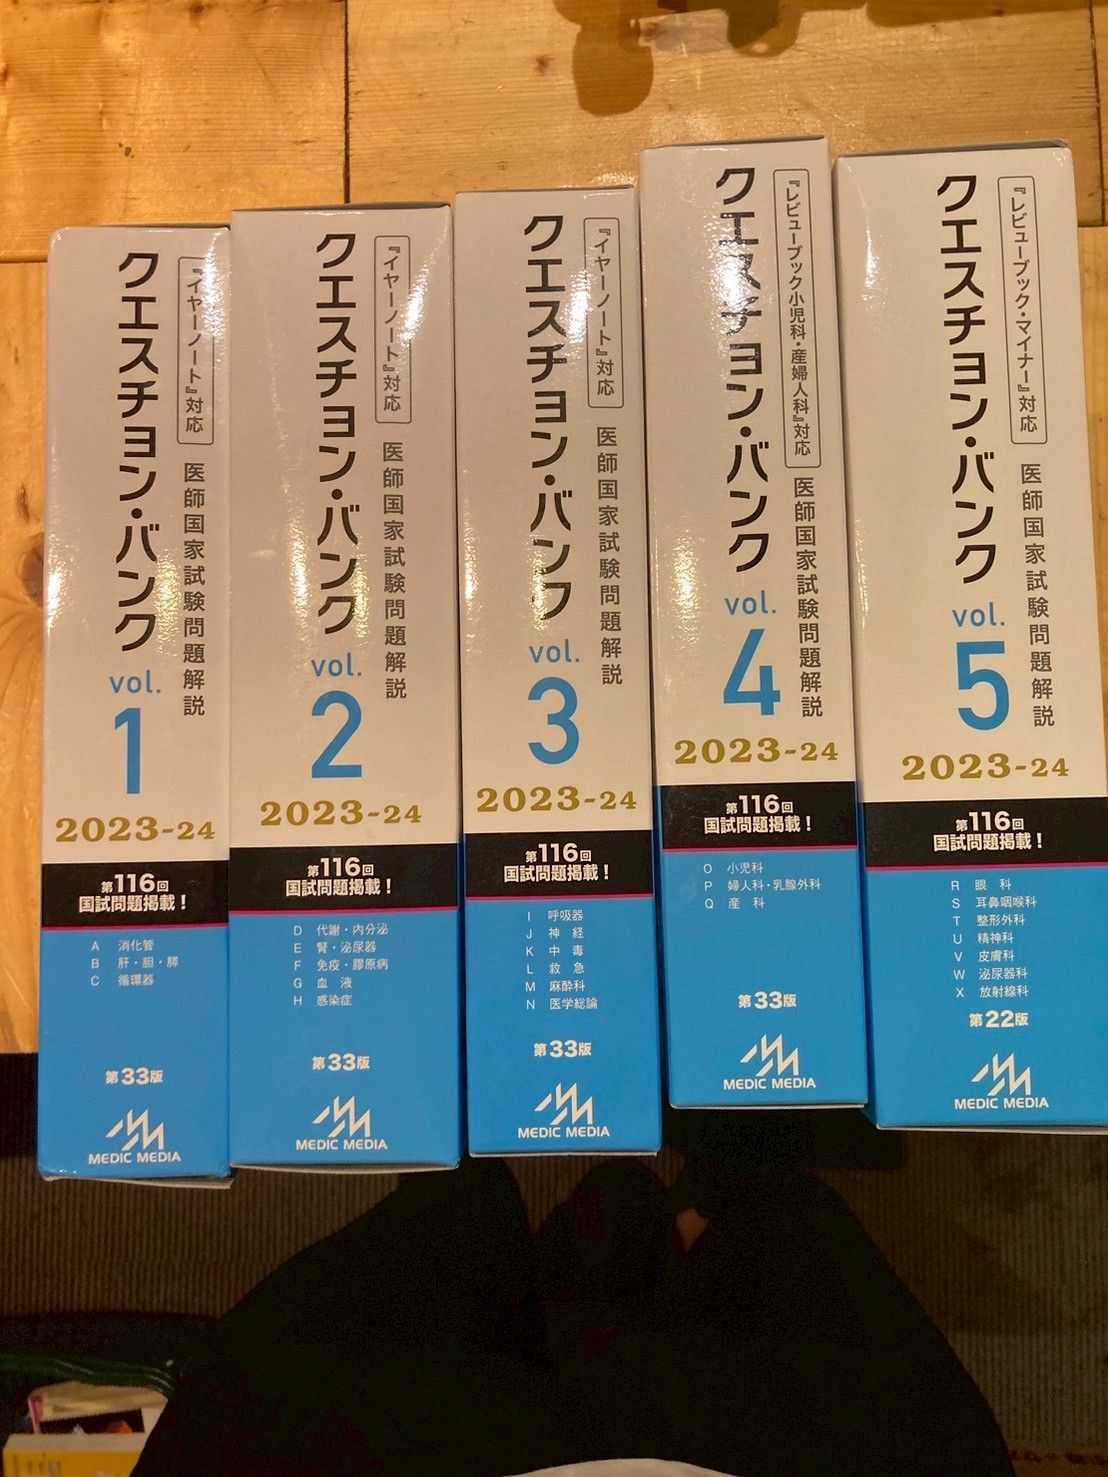 『イヤーノート』対応
クエスチョン・バンク
医師国家試験問題解説
vol.
1
2023-24
第116回
国試問題掲載！
A 消化管
B 肝・胆・膵
C 循環器
第33版
MEDIC MEDIA
『イヤーノート』対応
クエスチョン・バンク
医師国家試験問題解説
vol.
2
2023-24
第116回
国試問題掲載！
D 代謝・内分泌
E 腎・泌尿器
F 免疫・膠原病
G 血 液
H 感染症
第33版
MEDIC MEDIA
『イヤーノート』対応
クエスチョン・バンク
医師国家試験問題解説
vol.
3
2023-24
第116回
国試問題掲載！
I 呼吸器
J 神 経
K 中 毒
L 救 急
M 麻酔科
N 医学総論
第33版
MEDIC MEDIA
『レビューブック小児科・産婦人科』対応
クエスチョン・バンク
医師国家試験問題解説
vol.
4
2023-24
第116回
国試問題掲載！
O 小児科
P 婦人科・乳腺外科
Q 産 科
第33版
MEDIC MEDIA
『レビューブック・マイナー』対応
クエスチョン・バンク
医師国家試験問題解説
vol.
5
2023-24
第116回
国試問題掲載！
R 眼 科
S 耳鼻咽喉科
T 整形外科
U 精神科
V 皮膚科
W 泌尿器科
X 放射線科
第22版
MEDIC MEDIA